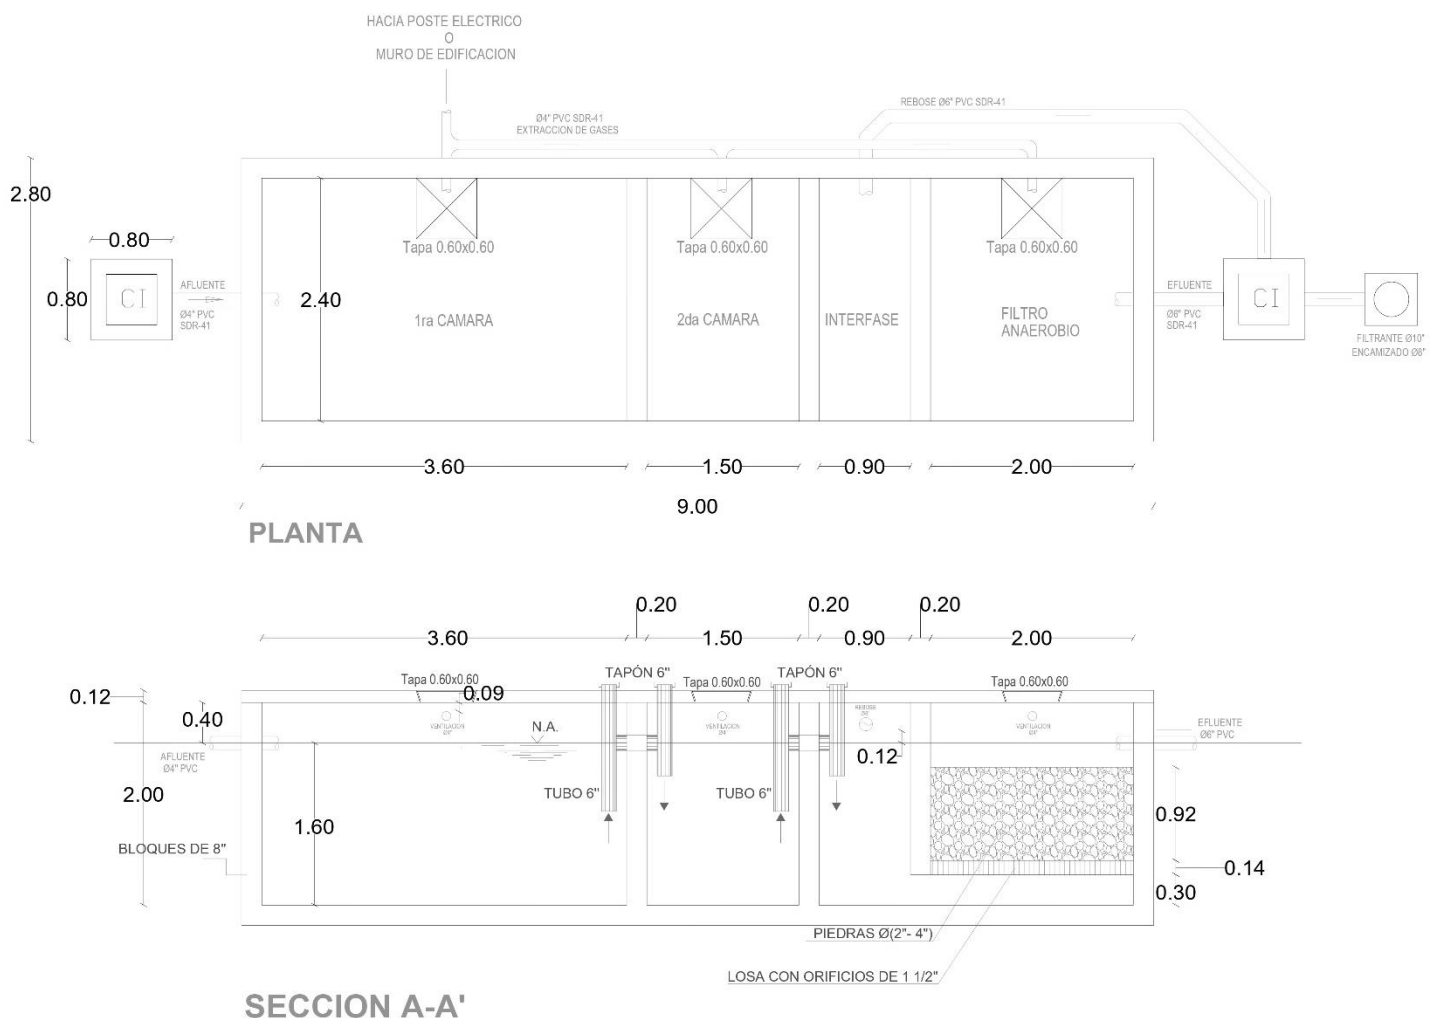 HACIA POSTE ELECTRICO
O
MURO DE EDIFICACION
Ø4" PVC SDR-41
EXTRACCION DE GASES
REBOSE Ø6" PVC SDR-41
2.80
0.80
0.80
CI
AFLUENTE
Ø4" PVC
SDR-41
Tapa 0.60x0.60
Tapa 0.60x0.60
Tapa 0.60x0.60
2.40
1ra CAMARA
2da CAMARA
INTERFASE
FILTRO
ANAEROBIO
EFLUENTE
Ø6" PVC
SDR-41
CI
FILTRANTE Ø10"
ENCAMIZADO Ø8"
3.60
1.50
0.90
2.00
9.00
PLANTA
0.20
0.20
0.20
3.60
1.50
0.90
2.00
TAPÓN 6"
TAPÓN 6"
Tapa 0.60x0.60
Tapa 0.60x0.60
Tapa 0.60x0.60
0.12
0.09
0.40
VENTILACION
N.A.
VENTILACION
REBOSE
VENTILACION
EFLUENTE
Ø6" PVC
AFLUENTE
Ø4" PVC
0.12
2.00
TUBO 6"
TUBO 6"
0.92
1.60
BLOQUES DE 8"
0.14
0.30
PIEDRAS Ø(2"- 4")
LOSA CON ORIFICIOS DE 1 1/2"
SECCION A-A'